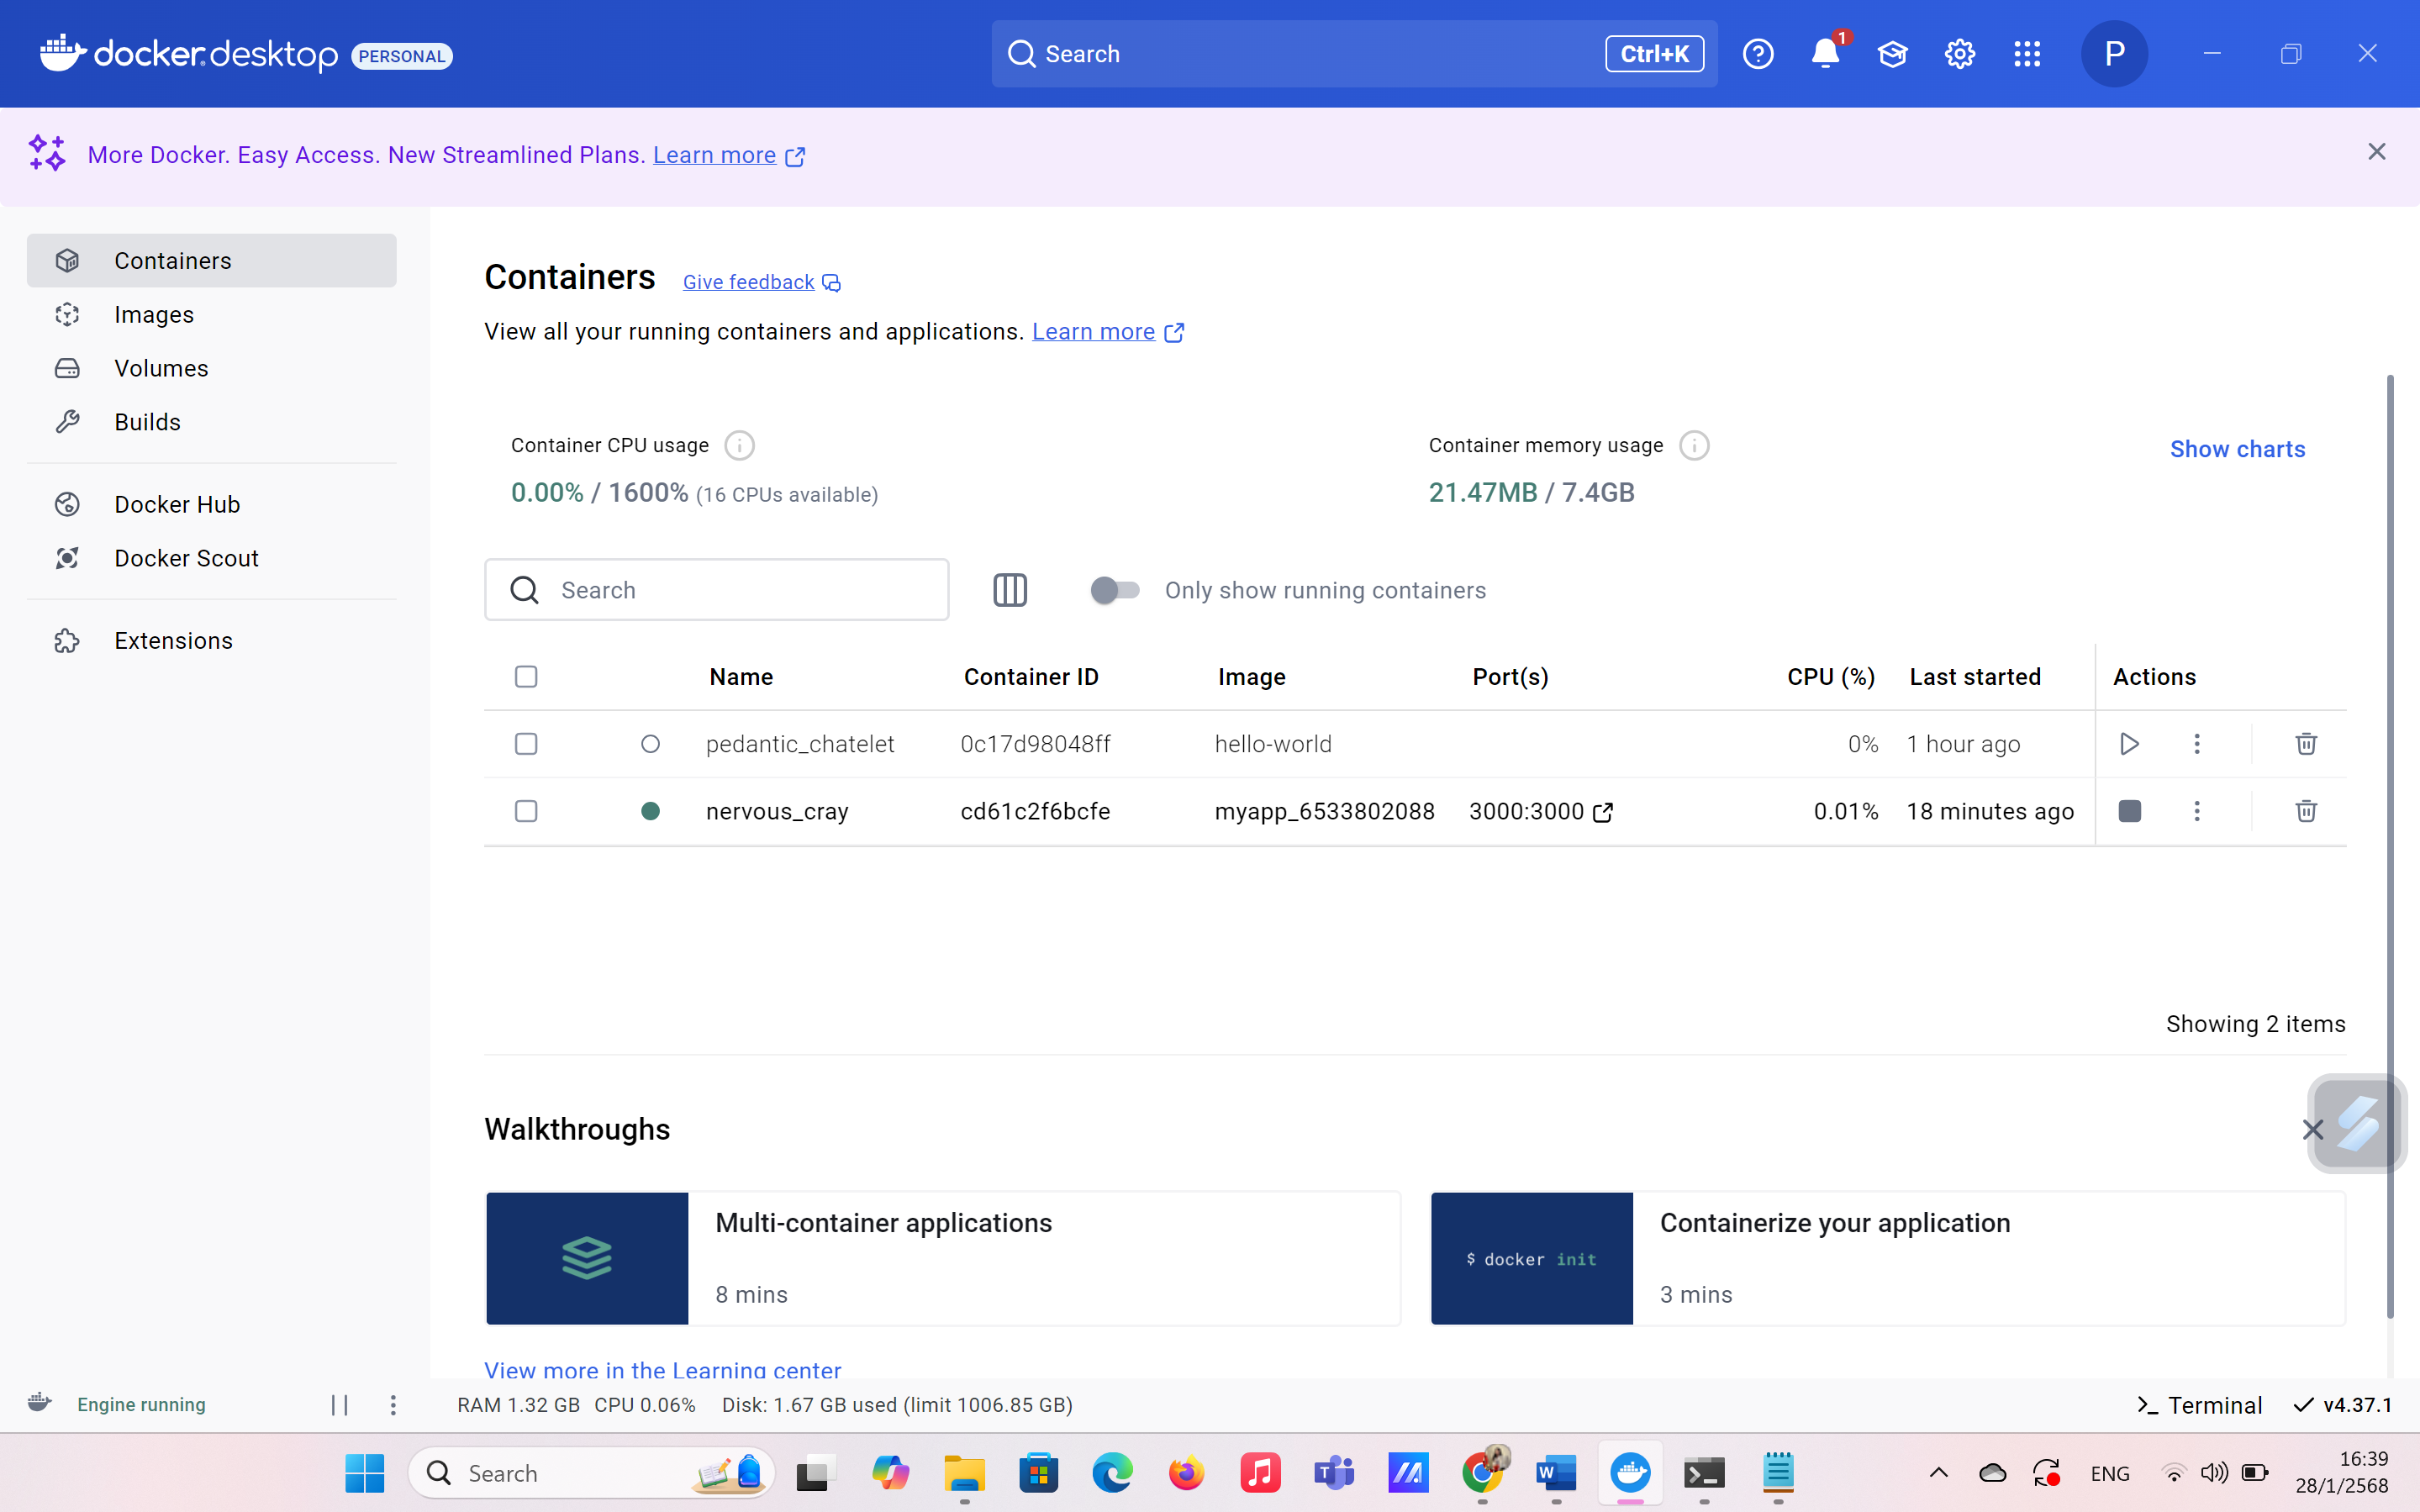 docker desktop PERSONAL
Search Ctrl+K
1
P
More Docker. Easy Access. New Streamlined Plans. Learn more
Containers
Images
Volumes
Builds
Docker Hub
Docker Scout
Extensions
Containers Give feedback
View all your running containers and applications. Learn more
Container CPU usage
0.00% / 1600% (16 CPUs available)
Container memory usage
21.47MB / 7.4GB
Show charts
Search
Only show running containers
Name Container ID Image Port(s) CPU (%) Last started Actions
pedantic_chatelet 0c17d98048ff hello-world 0% 1 hour ago
nervous_cray cd61c2f6bcfe myapp_6533802088 3000:3000 0.01% 18 minutes ago
Showing 2 items
Walkthroughs
Multi-container applications
8 mins
$ docker init
Containerize your application
3 mins
View more in the Learning center
Engine running
RAM 1.32 GB CPU 0.06% Disk: 1.67 GB used (limit 1006.85 GB)
Terminal
v4.37.1
Search
ENG
16:39
28/1/2568